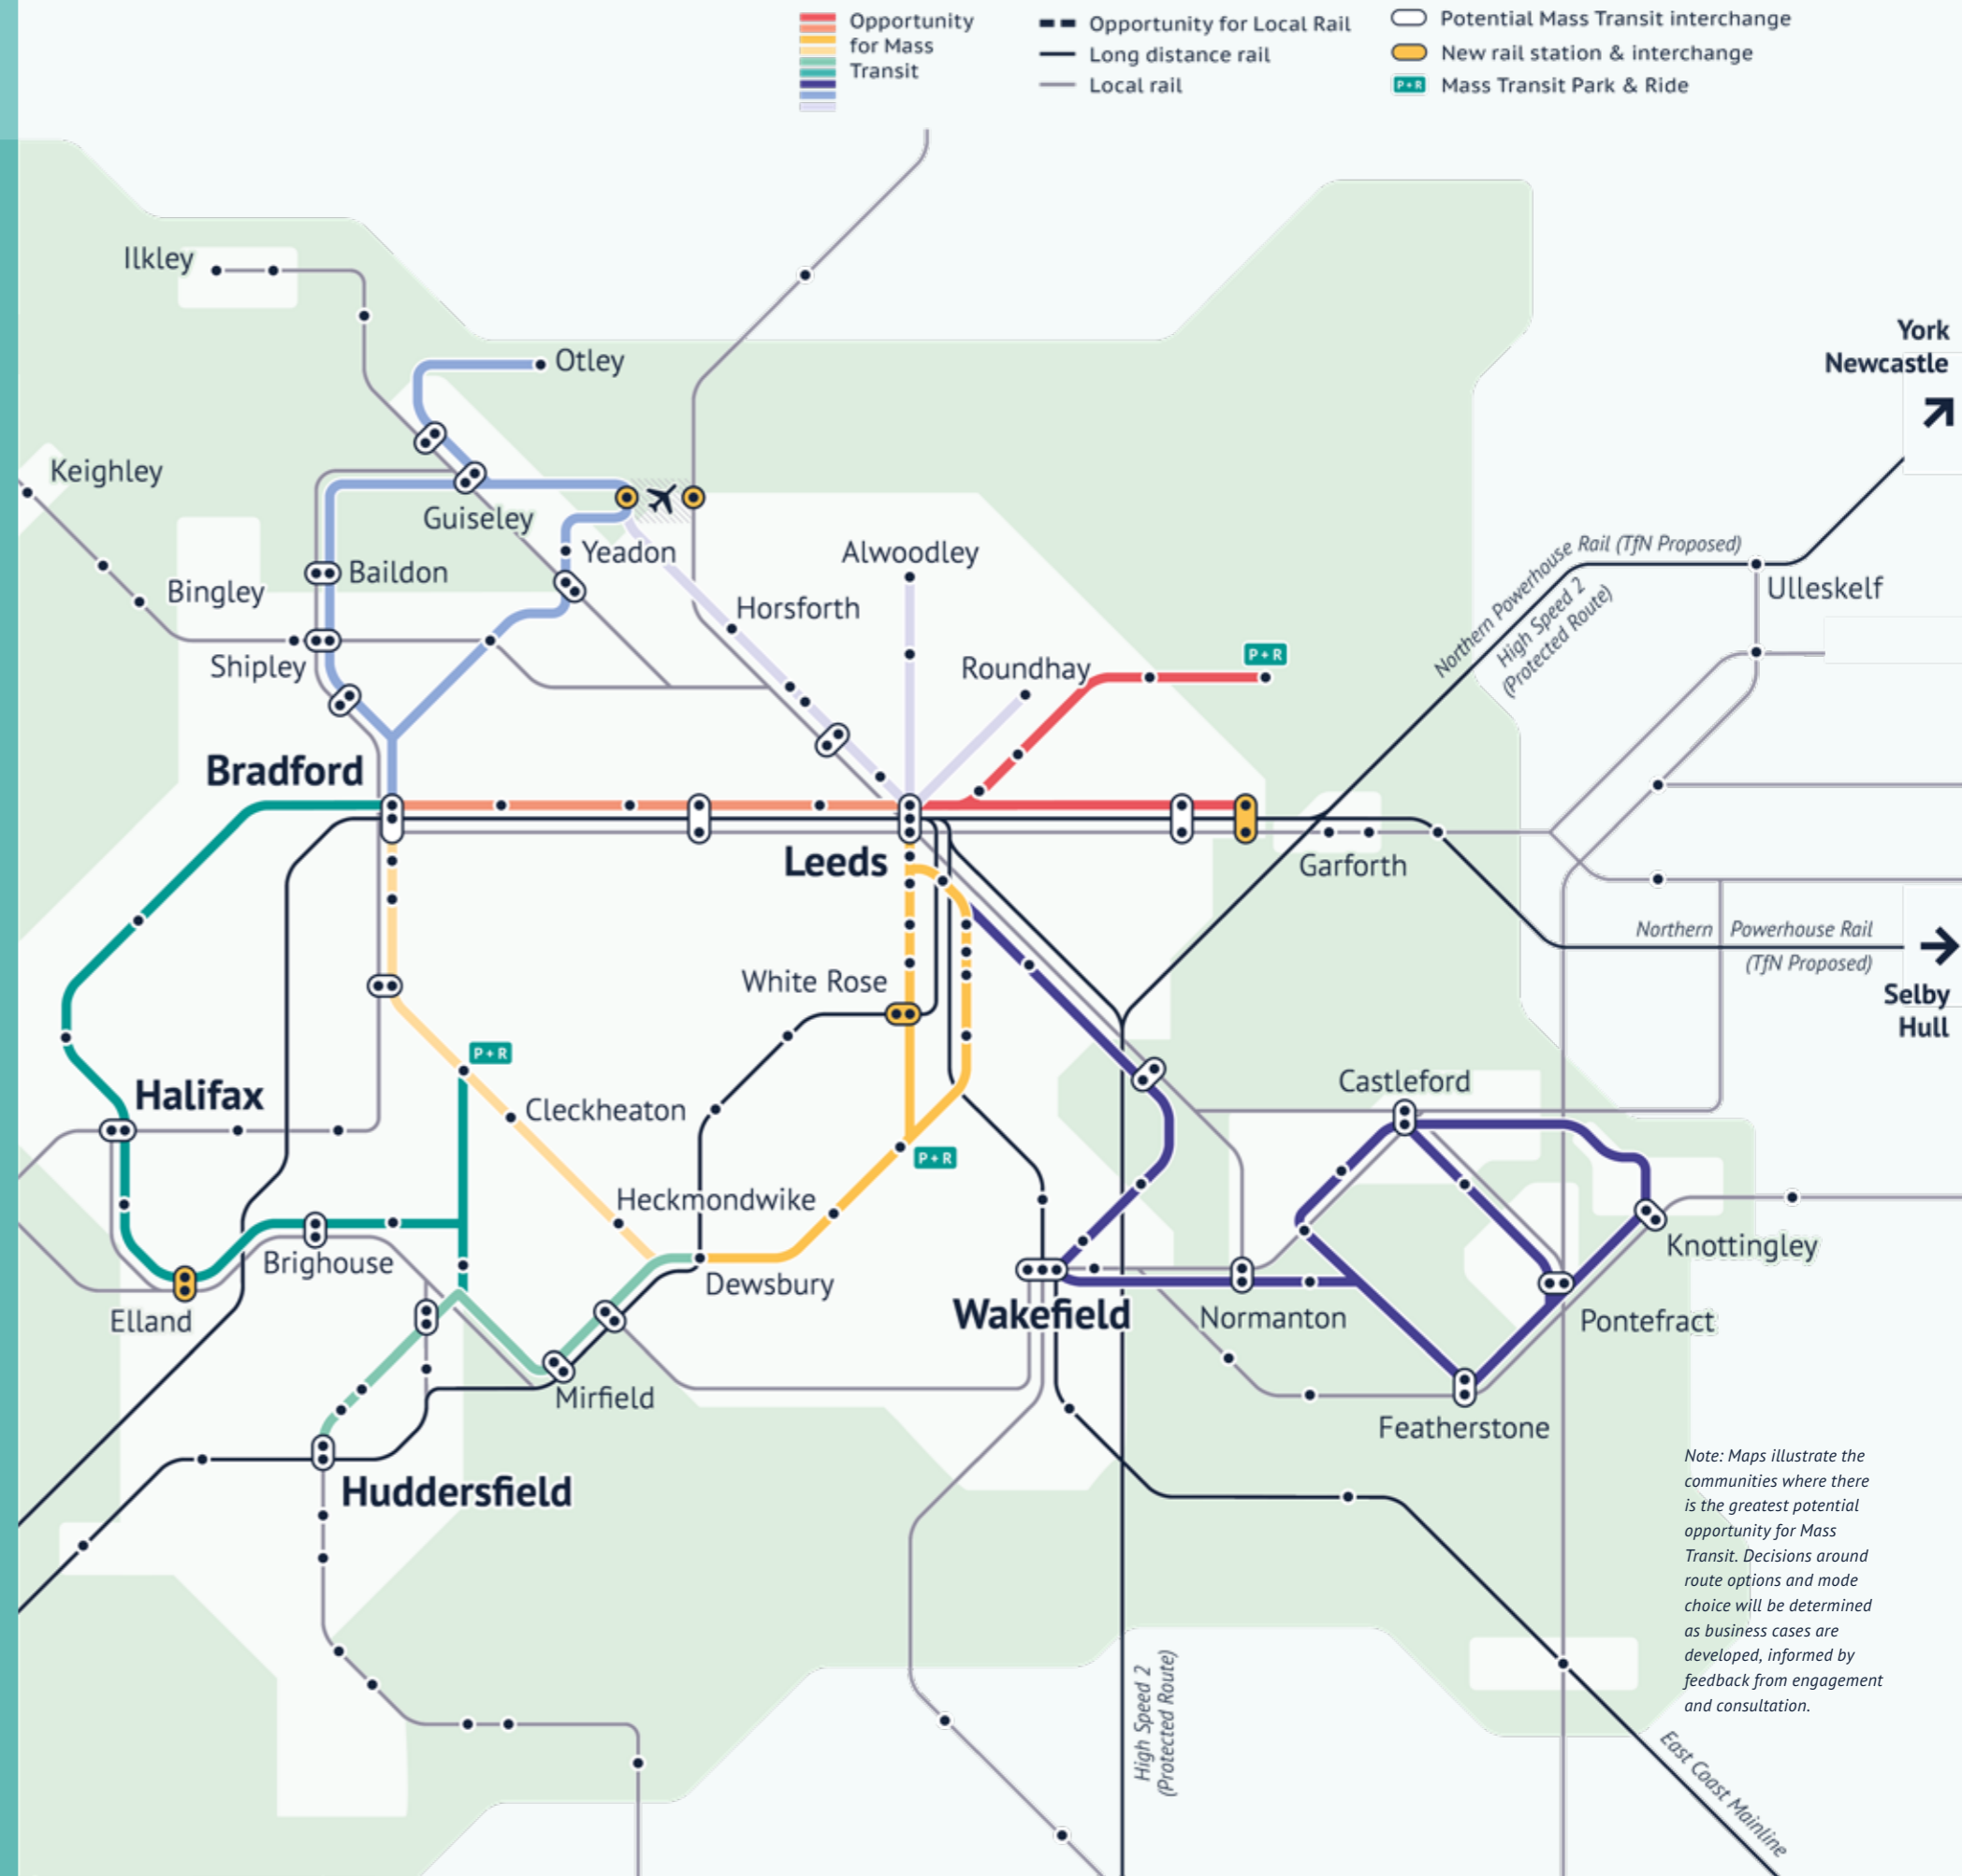 Opportunity
for Mass
Transit
Opportunity for Local Rail
Long distance rail
Local rail
Potential Mass Transit interchange
New rail station & interchange
P+R Mass Transit Park & Ride
Ilkley
York
Newcastle
Otley
Keighley
Guiseley
Yeadon
Alwoodley
Northern Powerhouse Rail (TfN Proposed)
High Speed 2
(Protected Route)
Baildon
Bingley
Horsforth
Ulleskelf
Shipley
Roundhay
P+R
Bradford
Leeds
Garforth
Northern Powerhouse Rail
(TfN Proposed)
White Rose
Selby
Hull
P+R
Halifax
Castleford
Cleckheaton
P+R
Heckmondwike
Knottingley
Brighouse
Dewsbury
Elland
Wakefield
Normanton
Pontefract
Mirfield
Featherstone
Huddersfield
Note: Maps illustrate the
communities where there
is the greatest potential
opportunity for Mass
Transit. Decisions around
route options and mode
choice will be determined
as business cases are
developed, informed by
feedback from engagement
and consultation.
High Speed 2
(Protected Route)
East Coast Mainline